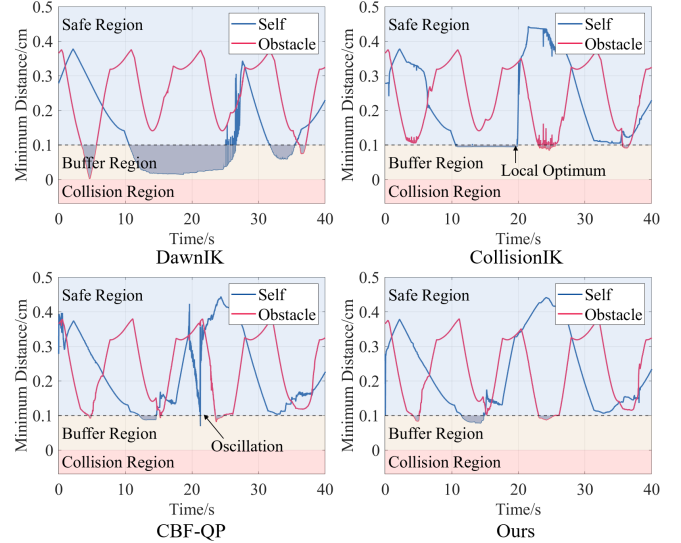 0.5
0.4
0.3
0.2
0.1
0
Minimum Distance/cm
Safe Region
Self
Obstacle
Buffer Region
Collision Region
0 10 20 30 40
Time/s
DawnIK
0.5
0.4
0.3
0.2
0.1
0
Minimum Distance/cm
Safe Region
Self
Obstacle
Buffer Region
Local Optimum
Collision Region
0 10 20 30 40
Time/s
CollisionIK
0.5
0.4
0.3
0.2
0.1
0
Minimum Distance/cm
Safe Region
Self
Obstacle
Buffer Region
Oscillation
Collision Region
0 10 20 30 40
Time/s
CBF-QP
0.5
0.4
0.3
0.2
0.1
0
Minimum Distance/cm
Safe Region
Self
Obstacle
Buffer Region
Collision Region
0 10 20 30 40
Time/s
Ours